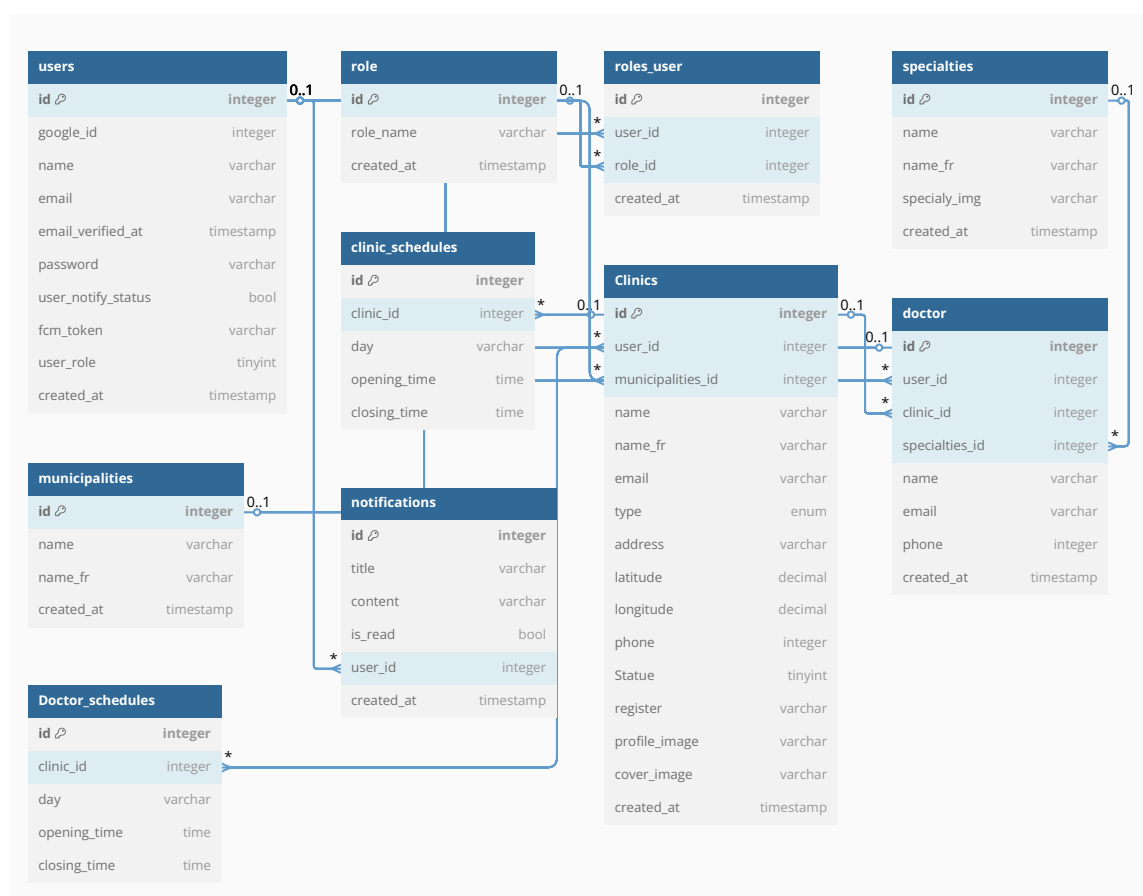 users
id integer
google_id integer
name varchar
email varchar
email_verified_at timestamp
password varchar
user_notify_status bool
fcm_token varchar
user_role tinyint
created_at timestamp
0..1
role
id integer
role_name varchar
created_at timestamp
0..1
roles_user
id integer
* user_id integer
* role_id integer
created_at timestamp
specialties
id integer
name varchar
name_fr varchar
specialy_img varchar
created_at timestamp
0..1
clinic_schedules
id integer
clinic_id integer *
day varchar
opening_time time
closing_time time
Clinics
0..1
id integer
* user_id integer
* municipalities_id integer
name varchar
name_fr varchar
email varchar
type enum
address varchar
latitude decimal
longitude decimal
phone integer
Statue tinyint
register varchar
profile_image varchar
cover_image varchar
created_at timestamp
0..1
doctor
0..1
id integer
* user_id integer
* clinic_id integer
specialties_id integer *
name varchar
email varchar
phone integer
created_at timestamp
municipalities
id integer
name varchar
name_fr varchar
created_at timestamp
0..1
notifications
id integer
title varchar
content varchar
is_read bool
* user_id integer
created_at timestamp
Doctor_schedules
id integer
clinic_id integer *
day varchar
opening_time time
closing_time time